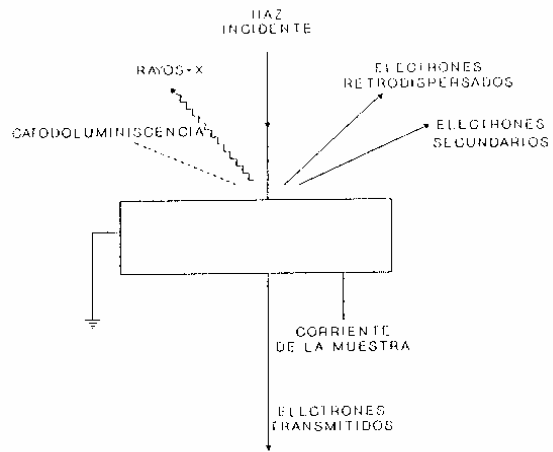 HAZ
INCIDENTE
RAYOS-X
ELECTRONES
RETRODISPERSADOS
CATODOLUMINISCENCIA
ELECTRONES
SECUNDARIOS
CORRIENTE
DE LA MUESTRA
ELECTRONES
TRANSMITIDOS